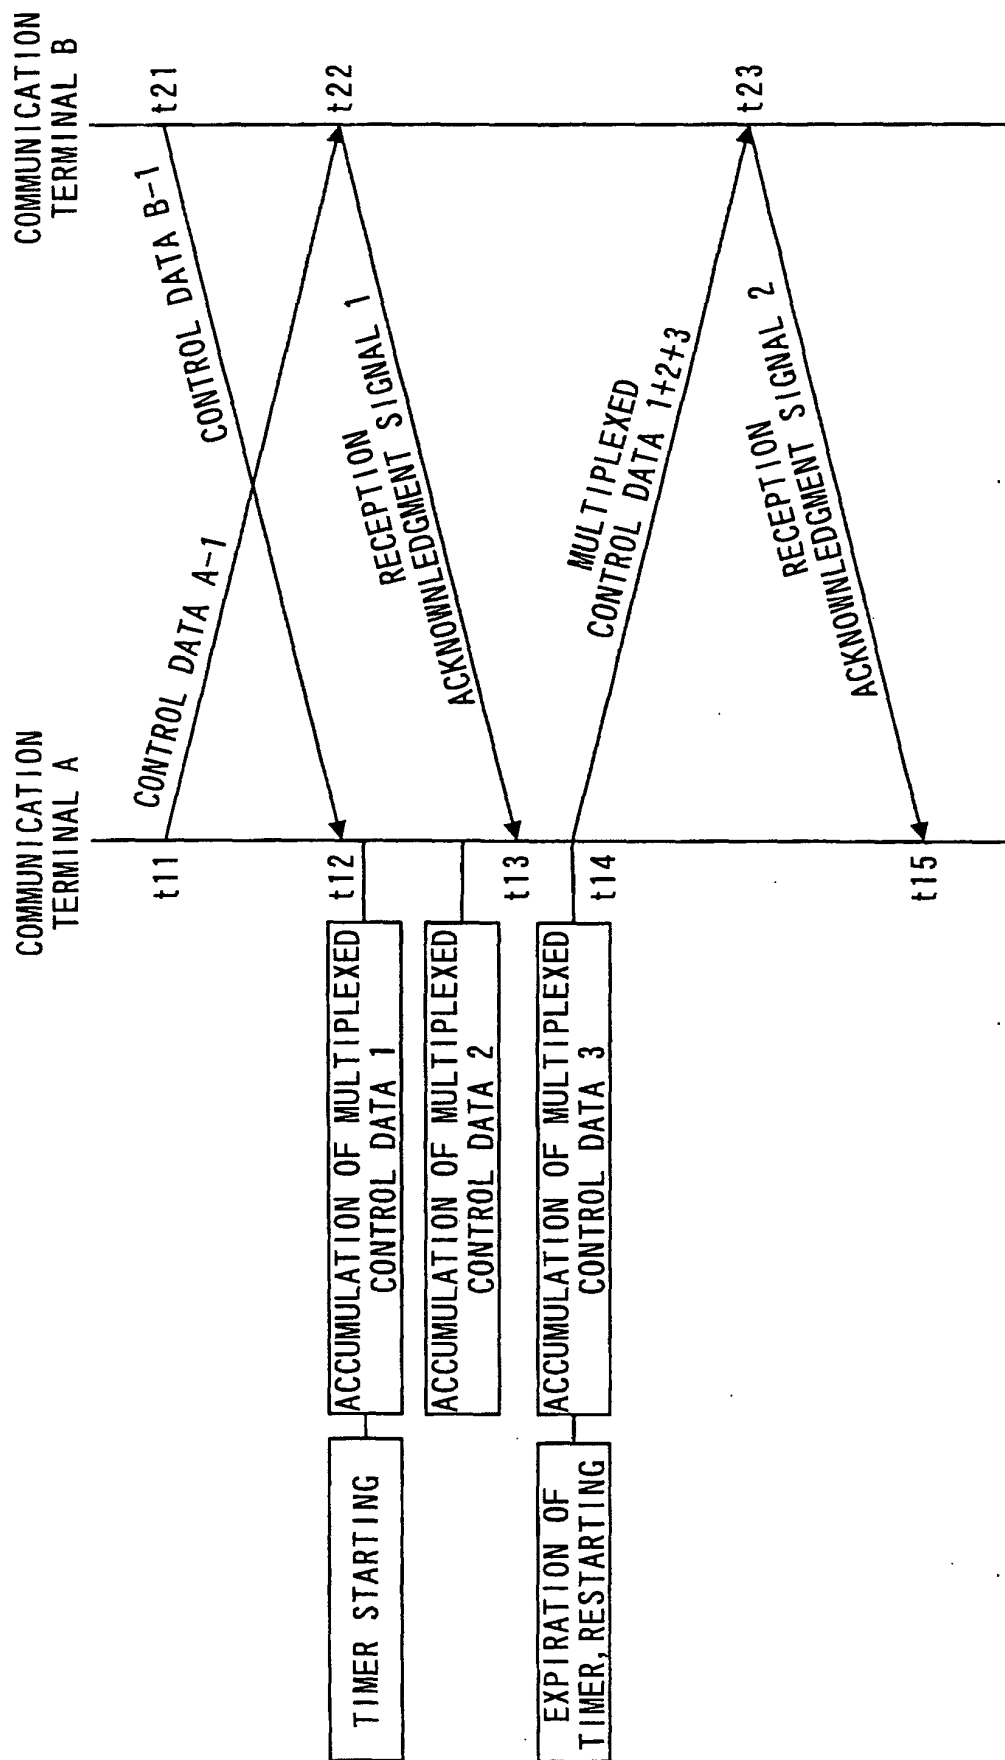 COMMUNICATION
TERMINAL A
COMMUNICATION
TERMINAL B
t11
t21
CONTROL DATA A-1
CONTROL DATA B-1
TIMER STARTING
ACCUMULATION OF MULTIPLEXED
CONTROL DATA 1
t12
t22
ACCUMULATION OF MULTIPLEXED
CONTROL DATA 2
RECEPTION
ACKNOWNLEDGMENT SIGNAL 1
t13
EXPIRATION OF
TIMER, RESTARTING
ACCUMULATION OF MULTIPLEXED
CONTROL DATA 3
t14
MULTIPLEXED
CONTROL DATA 1+2+3
t23
RECEPTION
ACKNOWNLEDGMENT SIGNAL 2
t15